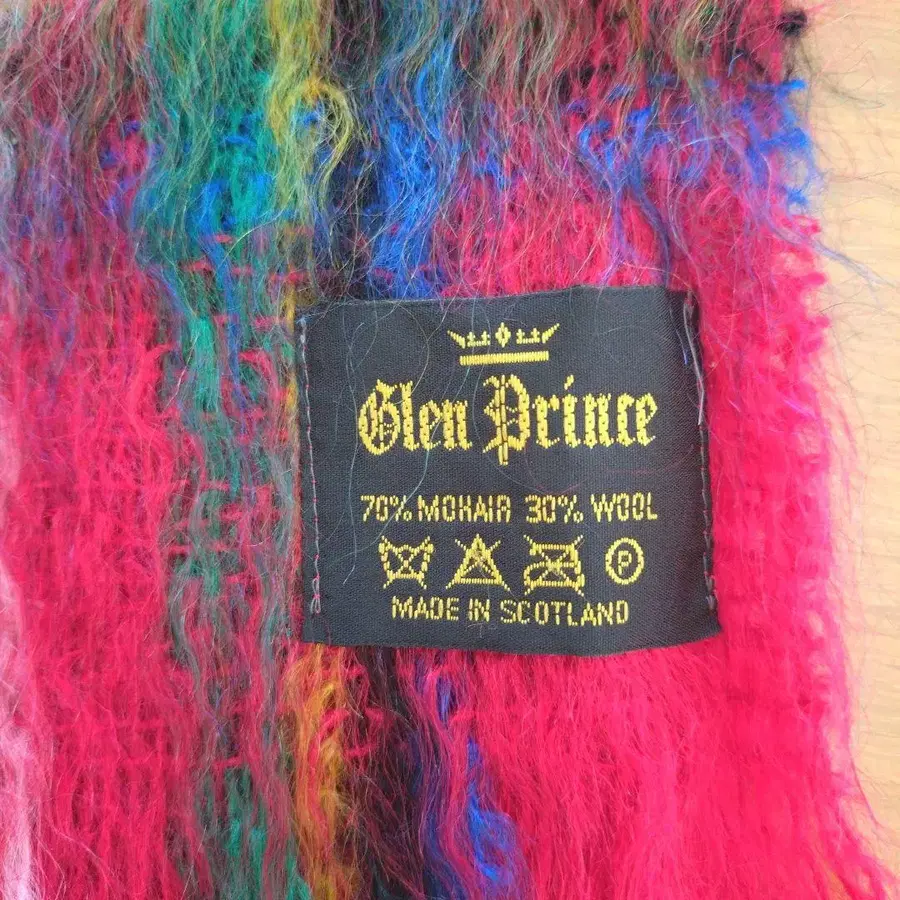 Glen Prince
70% MOHAIR 30% WOOL
P
MADE IN SCOTLAND